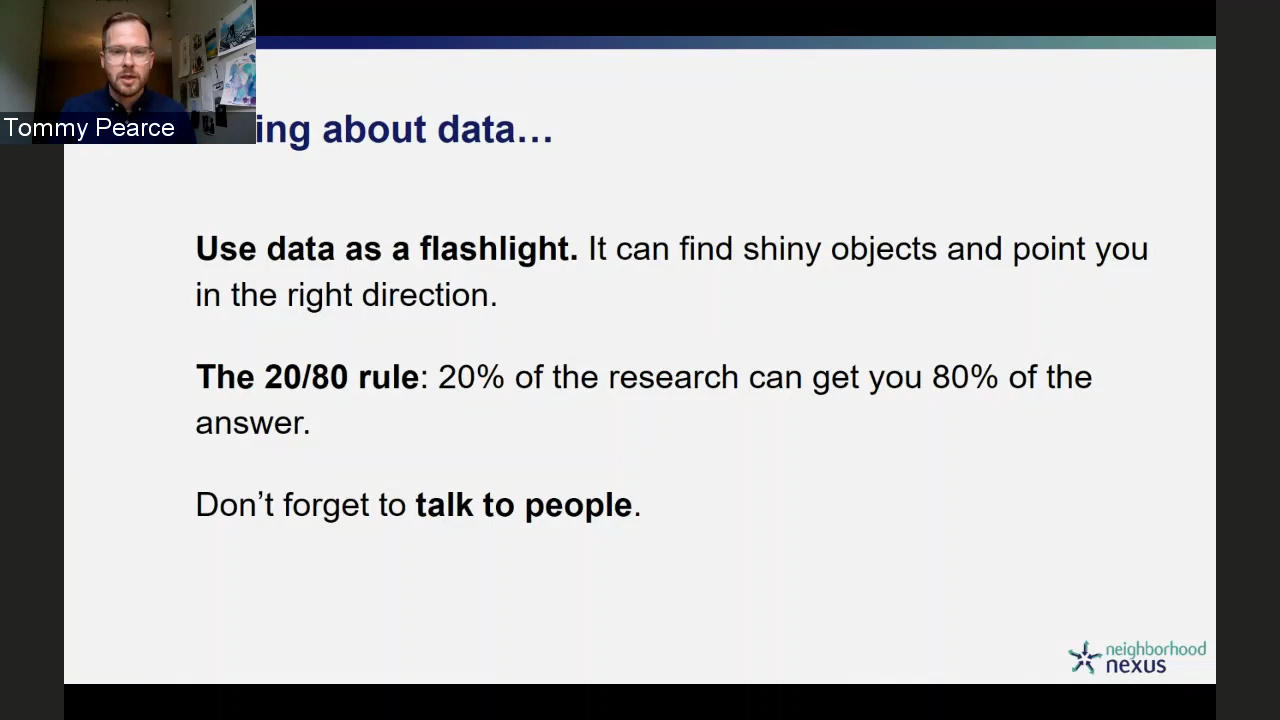 Tommy Pearce
ing about data…
Use data as a flashlight. It can find shiny objects and point you
in the right direction.
The 20/80 rule: 20% of the research can get you 80% of the
answer.
Don’t forget to talk to people.
neighborhood
nexus